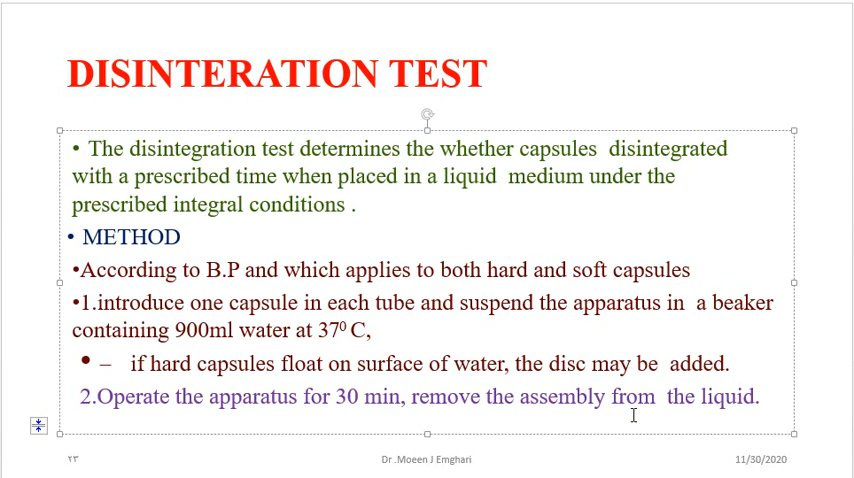 DISINTERATION TEST
• The disintegration test determines the whether capsules disintegrated
with a prescribed time when placed in a liquid medium under the
prescribed integral conditions .
• METHOD
•According to B.P and which applies to both hard and soft capsules
•1.introduce one capsule in each tube and suspend the apparatus in a beaker
containing 900ml water at 37⁰ C,
• – if hard capsules float on surface of water, the disc may be added.
2.Operate the apparatus for 30 min, remove the assembly from the liquid.
٢٣ Dr .Moeen J Emghari 11/30/2020